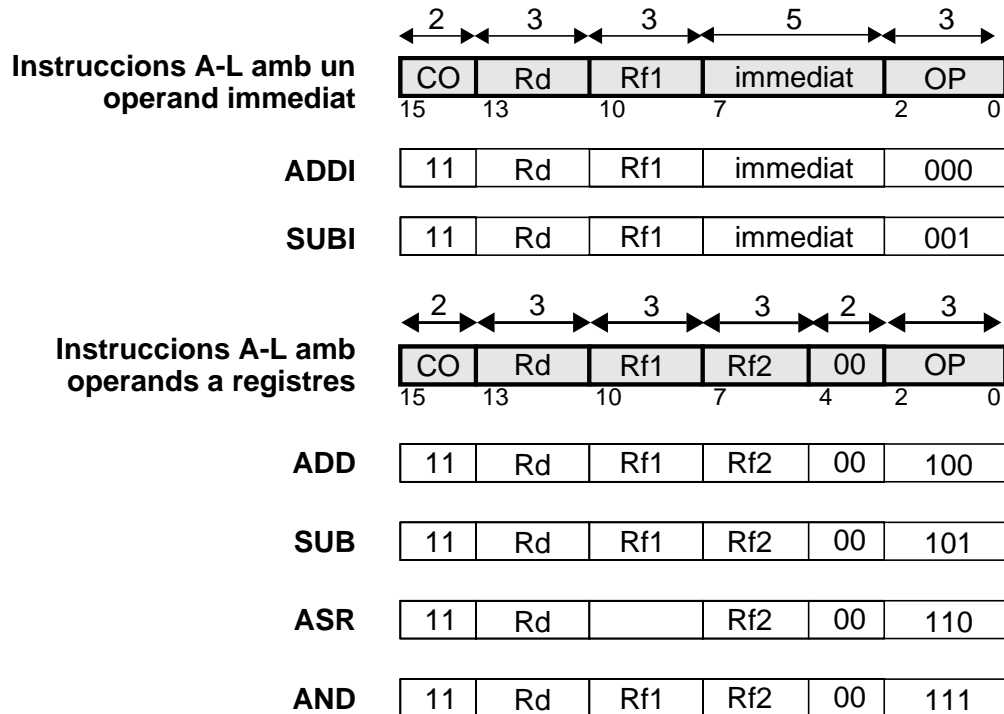 2 3 3 5 3
Instruccions A-L amb un
operand immediat
CO Rd Rf1 immediat OP
15 13 10 7 2 0
ADDI 11 Rd Rf1 immediat 000
SUBI 11 Rd Rf1 immediat 001
2 3 3 3 2 3
Instruccions A-L amb
operands a registres
CO Rd Rf1 Rf2 00 OP
15 13 10 7 4 2 0
ADD 11 Rd Rf1 Rf2 00 100
SUB 11 Rd Rf1 Rf2 00 101
ASR 11 Rd Rf2 00 110
AND 11 Rd Rf1 Rf2 00 111